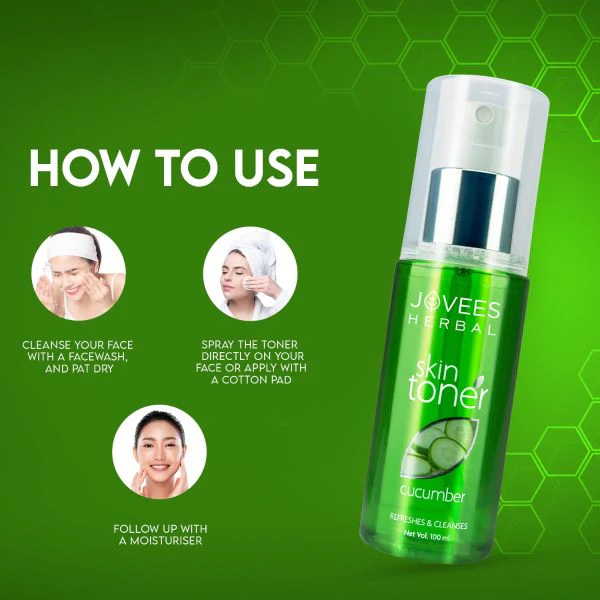 HOW TO USE
CLEANSE YOUR FACE
WITH A FACEWASH,
AND PAT DRY
SPRAY THE TONER
DIRECTLY ON YOUR
FACE OR APPLY WITH
A COTTON PAD
FOLLOW UP WITH
A MOISTURISER
JOVEES
HERBAL
skin
toner
cucumber
REFRESHES & CLEANSES
Net Vol. 100 ml